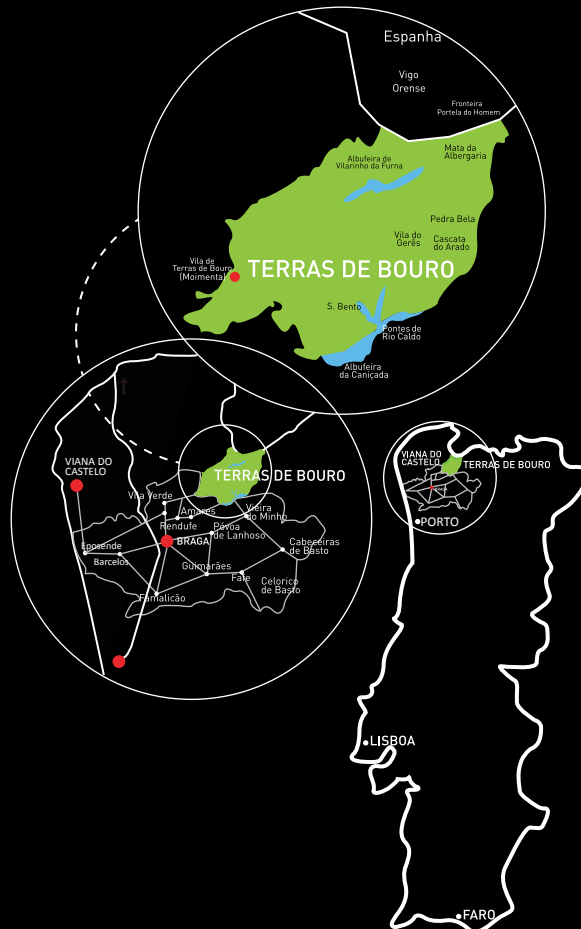 Espanha
Vigo
Orense
Fronteira
Portela do Homem
Mata da
Albergaria
Albufeira de
Vilarinho da Furna
Pedra Bela
Vila do
Gerês
Cascata
do Arado
Vila de
Terras de Bouro
(Moimenta)
TERRAS DE BOURO
S. Bento
Fontes de
Rio Caldo
Albufeira
da Caniçada
VIANA DO
CASTELO
TERRAS DE BOURO
Vila Verde
Amares
Rendufe
Vieira
do Minho
Póvoa
de Lanhoso
BRAGA
Cabeceiras
de Basto
Eposende
Barcelos
Guimarães
Fafe
Celorico
de Basto
Famalicão
VIANA DO
CASTELO
TERRAS DE BOURO
BRAGA
PORTO
LISBOA
FARO